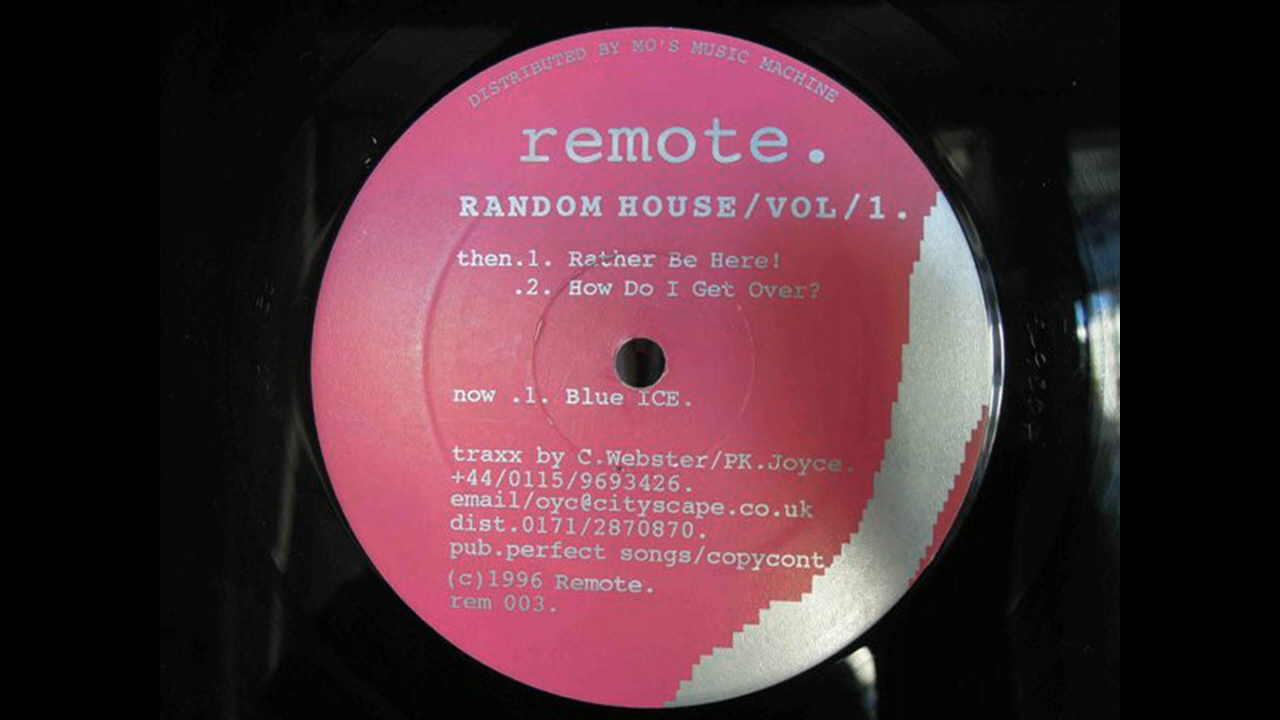 DISTRIBUTED BY MO'S MUSIC MACHINE
remote.
RANDOM HOUSE/VOL/1.
then.1. Rather Be Here!
.2. How Do I Get Over?
now .1. Blue ICE.
traxx by C.Webster/PK.Joyce.
+44/0115/9693426.
email/oyc@cityscape.co.uk
dist.0171/2870870.
pub.perfect songs/copycont
(c)1996 Remote.
rem 003.